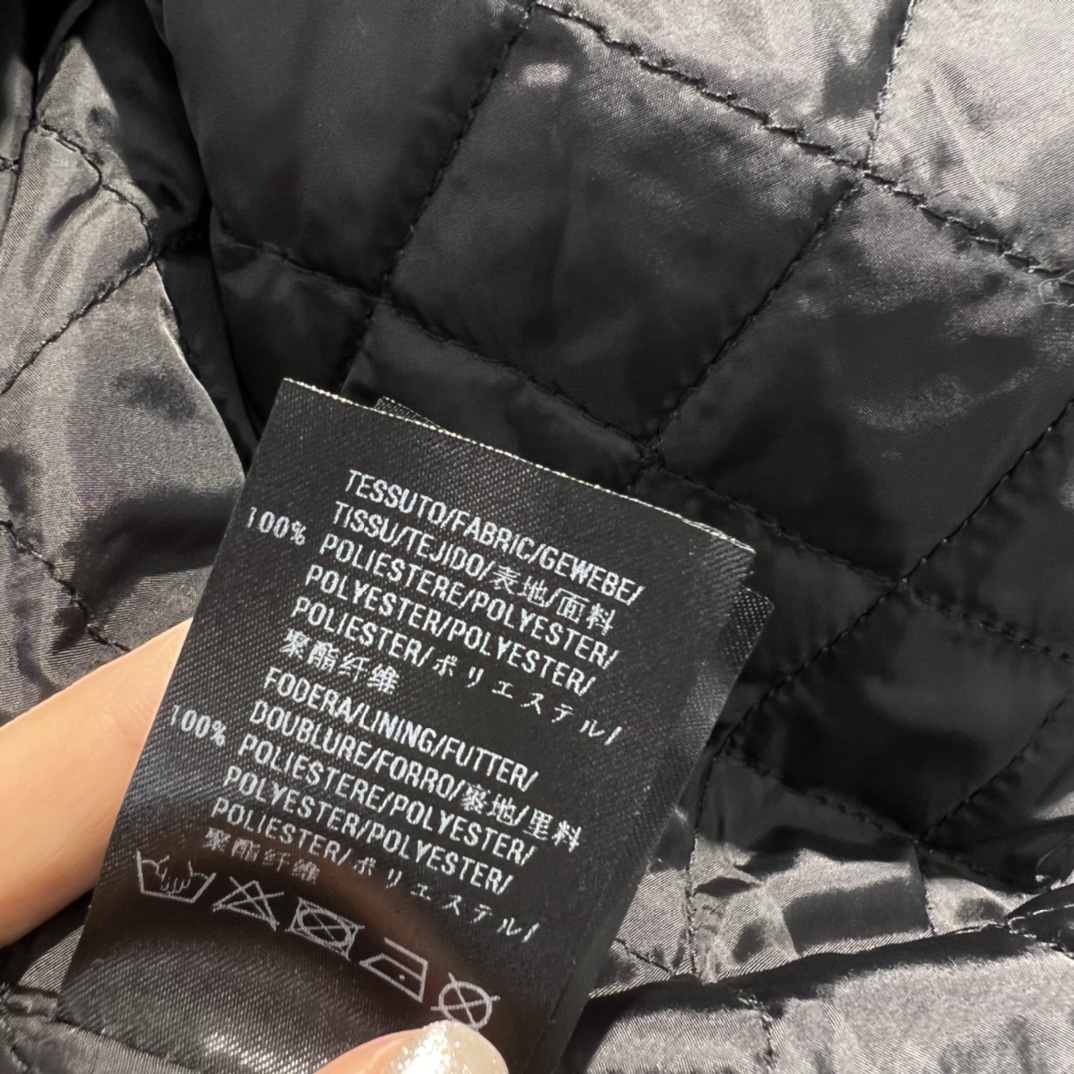 TESSUTO/FABRIC/GEWEBE/
TISSU/TEJIDO/表地/面料
100% POLIESTERE/POLYESTER/
POLYESTER/POLYESTER/
POLIESTER/ポリエステル/
聚酯纤维
FODERA/LINING/FUTTER/
DOUBLURE/FORRO/裏地/里料
100% POLIESTERE/POLYESTER/
POLYESTER/POLYESTER/
POLIESTER/ポリエステル/
聚酯纤维